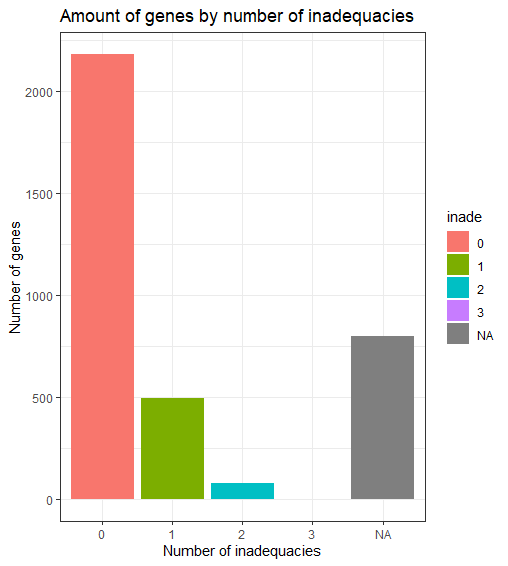 Amount of genes by number of inadequacies
Number of genes
2000
1500
1000
500
0
0 1 2 3 NA
Number of inadequacies
inade
0
1
2
3
NA